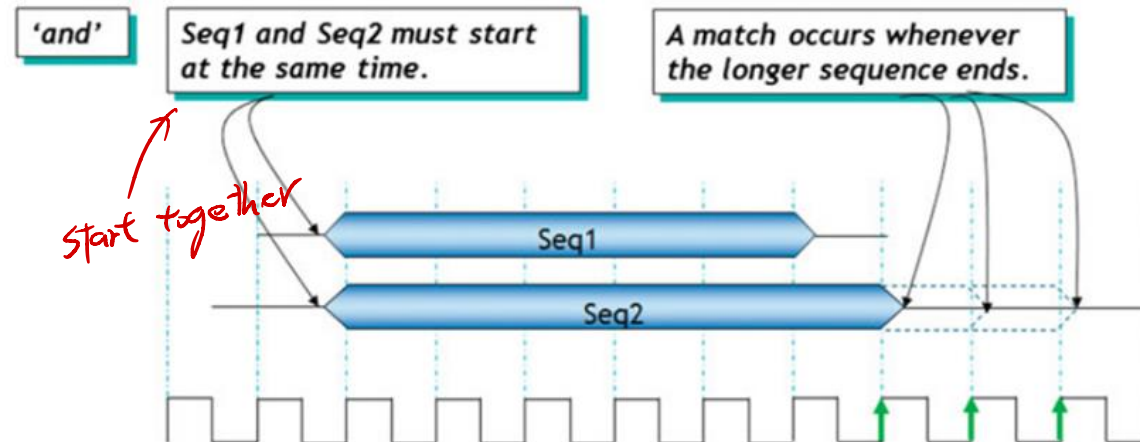 ‘and’
Seq1 and Seq2 must start
at the same time.
A match occurs whenever
the longer sequence ends.
start together
Seq1
Seq2